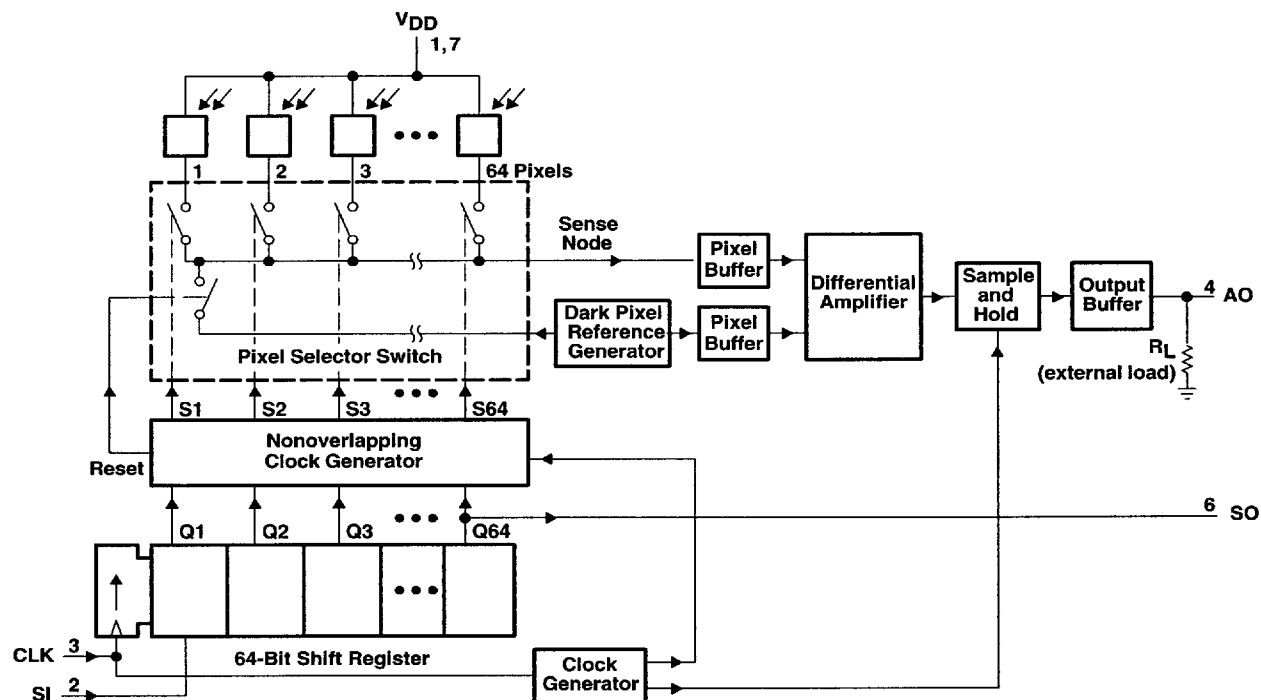 VDD
1,7
1
2
3
64 Pixels
Sense
Node
Pixel
Buffer
Differential
Amplifier
Sample
and
Hold
Output
Buffer
4
AO
Dark Pixel
Reference
Generator
Pixel
Buffer
RL
(external load)
Pixel Selector Switch
S1
S2
S3
S64
Nonoverlapping
Clock Generator
Reset
6
SO
Q1
Q2
Q3
Q64
CLK
3
64-Bit Shift Register
Clock
Generator
SI
2